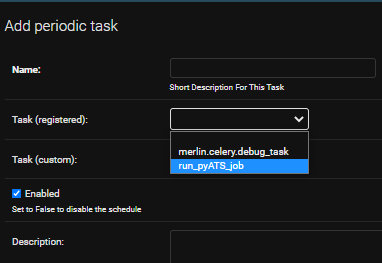 Add periodic task
Name:
Short Description For This Task
Task (registered):
merlin.celery.debug_task
run_pyATS_job
Task (custom):
Enabled
Set to False to disable the schedule
Description: